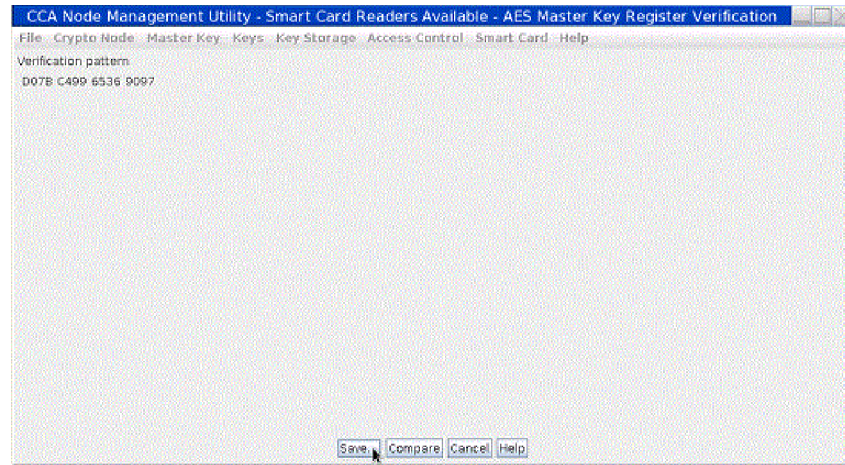 CCA Node Management Utility - Smart Card Readers Available - AES Master Key Register Verification
File Crypto Node Master Key Keys Key Storage Access Control Smart Card Help
Verification pattern
D07B C499 6536 9097
Save... Compare Cancel Help